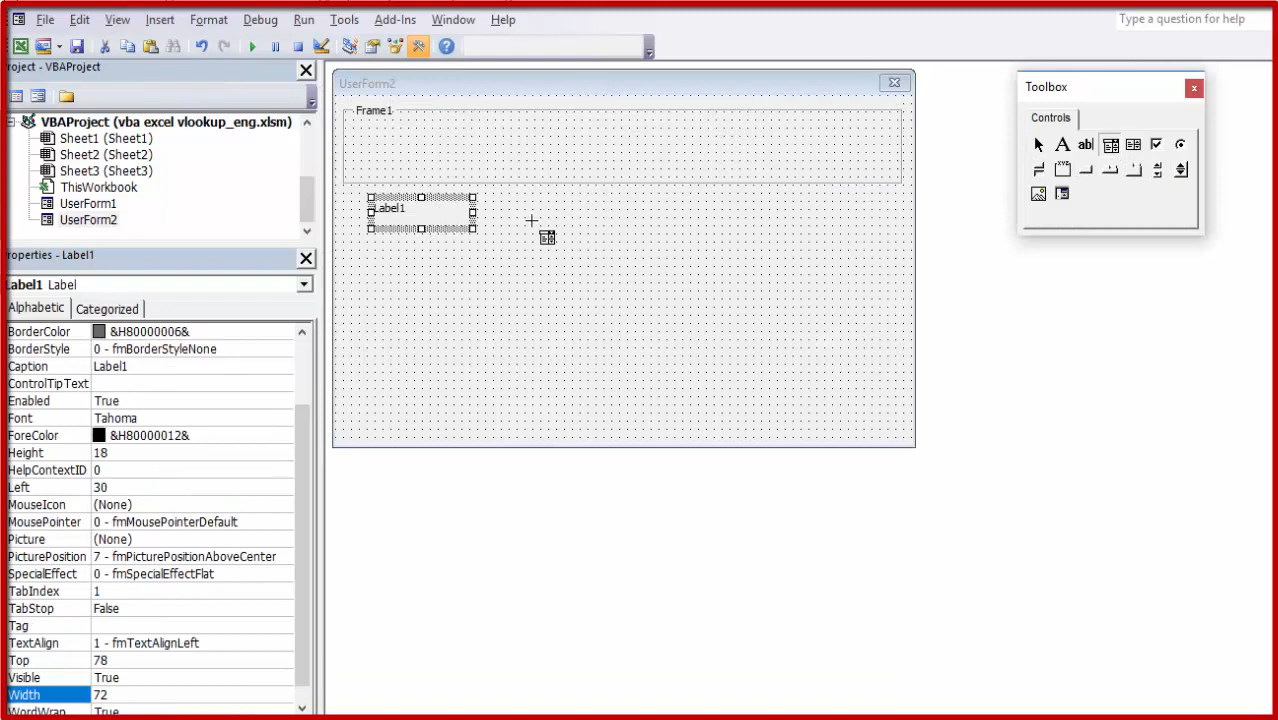 File Edit View Insert Format Debug Run Tools Add-Ins Window Help Type a question for help
roject - VBAProject
VBAProject (vba excel vlookup_eng.xlsm)
Sheet1 (Sheet1)
Sheet2 (Sheet2)
Sheet3 (Sheet3)
ThisWorkbook
UserForm1
UserForm2
roperties - Label1
Label1 Label
Alphabetic Categorized
BorderColor &H80000006&
BorderStyle 0 - fmBorderStyleNone
Caption Label1
ControlTipText
Enabled True
Font Tahoma
ForeColor &H80000012&
Height 18
HelpContextID 0
Left 30
MouseIcon (None)
MousePointer 0 - fmMousePointerDefault
Picture (None)
PicturePosition 7 - fmPicturePositionAboveCenter
SpecialEffect 0 - fmSpecialEffectFlat
TabIndex 1
TabStop False
Tag
TextAlign 1 - fmTextAlignLeft
Top 78
Visible True
Width 72
WordWrap True
UserForm2
Frame1
Label1
Toolbox
Controls
A ab